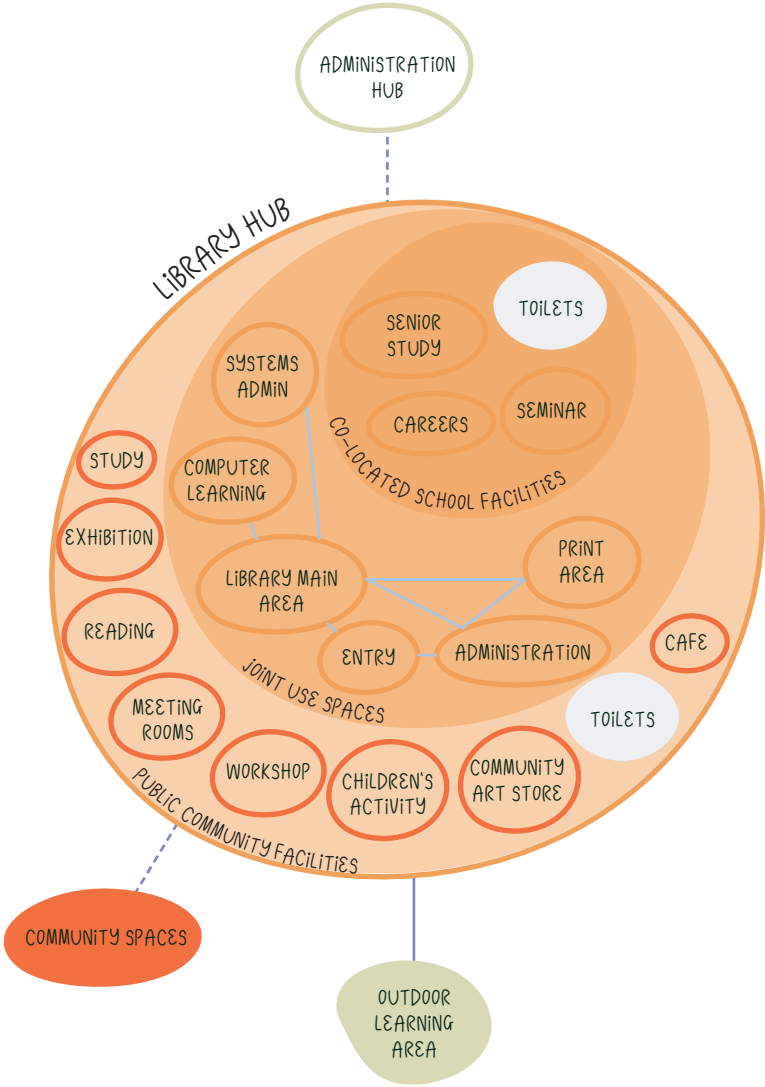 ADMINISTRATION
HUB
LIBRARY HUB
TOILETS
SENIOR
STUDY
SYSTEMS
ADMIN
CAREERS
SEMINAR
CO-LOCATED SCHOOL FACILITIES
STUDY
COMPUTER
LEARNING
EXHIBITION
PRINT
AREA
LIBRARY MAIN
AREA
READING
ENTRY
ADMINISTRATION
CAFE
JOINT USE SPACES
MEETING
ROOMS
TOILETS
WORKSHOP
CHILDREN'S
ACTIVITY
COMMUNITY
ART STORE
PUBLIC COMMUNITY FACILITIES
COMMUNITY SPACES
OUTDOOR
LEARNING
AREA